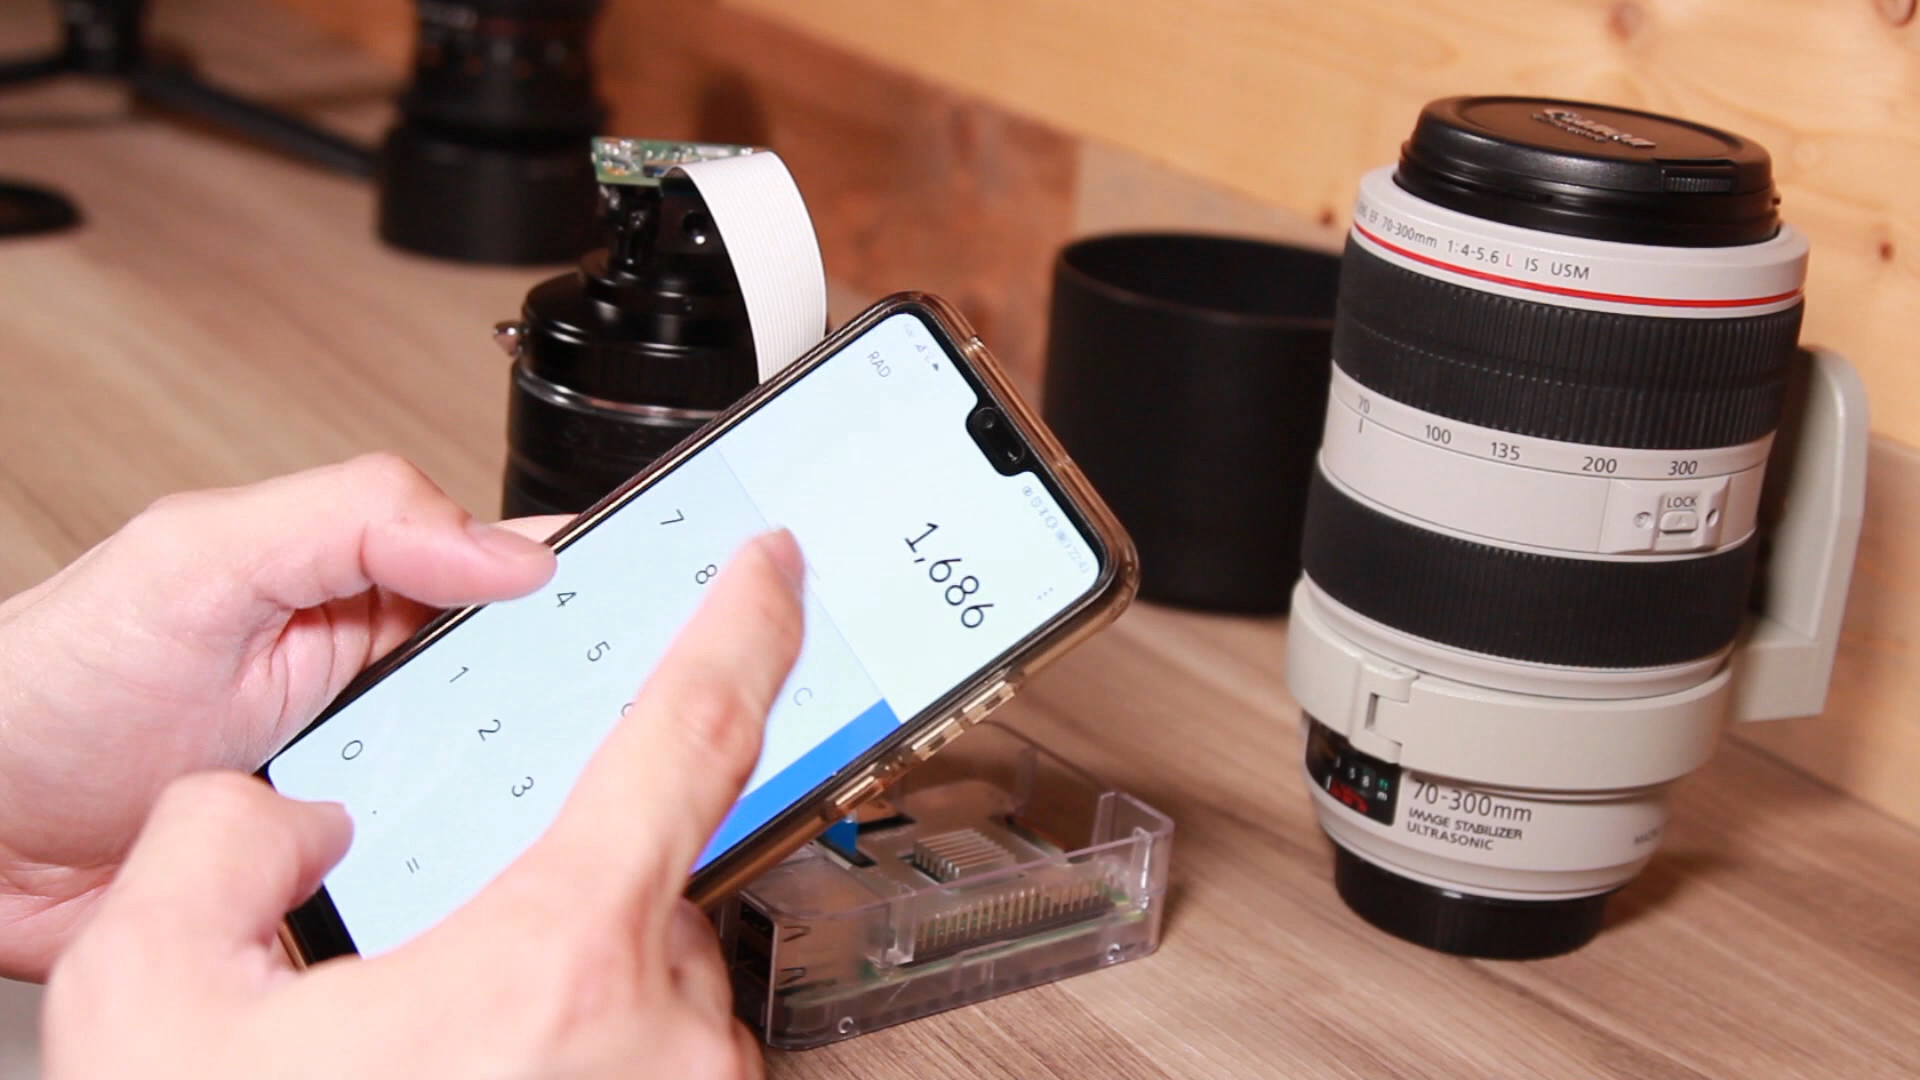 RAD
1,686
7
8
4
5
C
1
2
3
0
.
=
EF 70-300mm 1:4-5.6 L IS USM
70 100 135 200 300
LOCK
70-300mm
IMAGE STABILIZER
ULTRASONIC